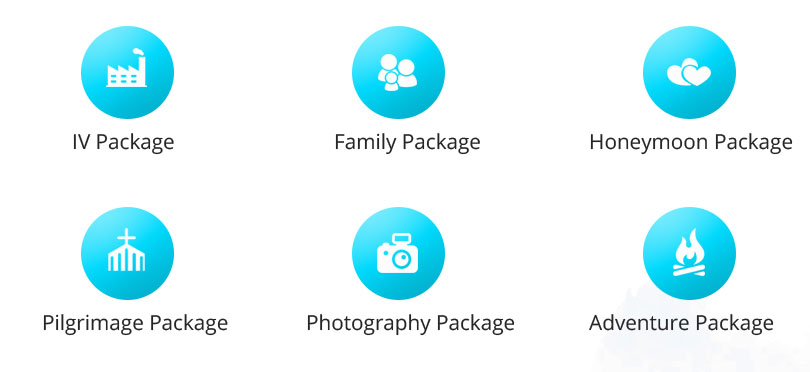 IV Package
Family Package
Honeymoon Package
Pilgrimage Package
Photography Package
Adventure Package